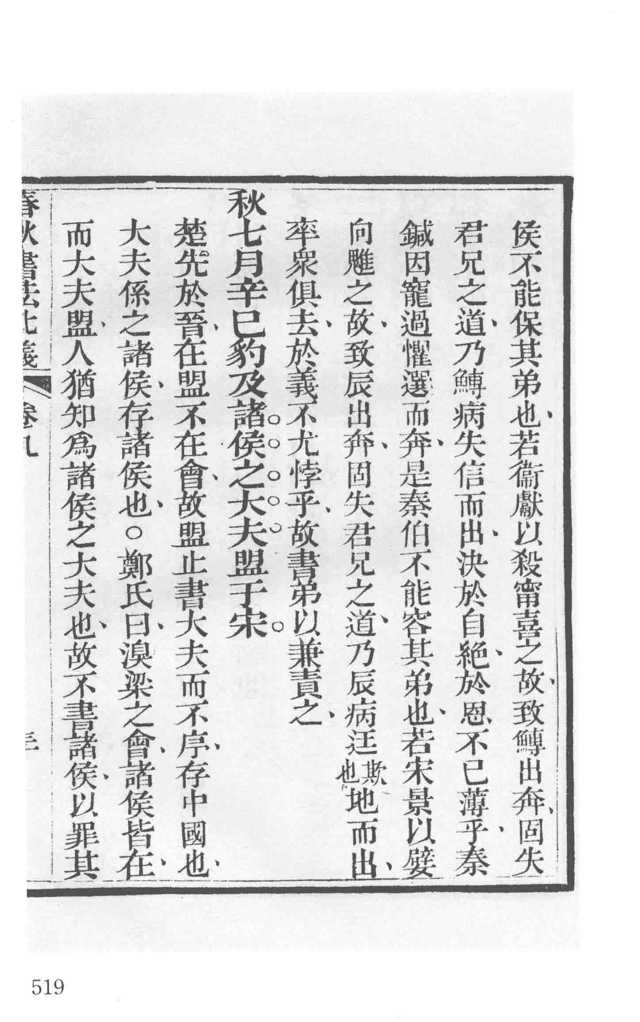 侯不能保其弟也若衞獻以殺甯喜之故致鱄出奔固失
君兄之道乃鱄病失信而出決於自絕於恩不已薄乎秦
鍼因寵過懼選而奔是秦伯不能容其弟也若宋景以嬖
向魋之故致辰出奔固失君兄之道乃辰病迋欺也地而出
率衆俱去於義不尤悖乎故書弟以兼責之
秋七月辛巳豹及諸侯之大夫盟于宋
楚先於晉在盟不在會故盟止書大夫而不序存中國也
大夫係之諸侯存諸侯也○鄭氏曰溴梁之會諸侯皆在
而大夫盟人猶知爲諸侯之大夫也故不書諸侯以罪其
春秋書法比義 卷九
519